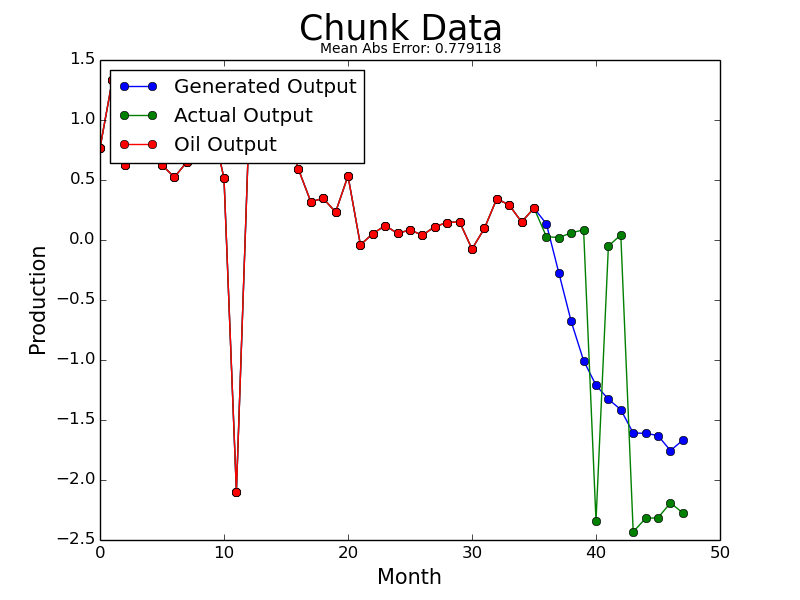 Chunk Data
Mean Abs Error: 0.779118
1.5
Generated Output
Actual Output
Oil Output
1.0
0.5
0.0
−0.5
−1.0
−1.5
−2.0
−2.5
Production
0 10 20 30 40 50
Month